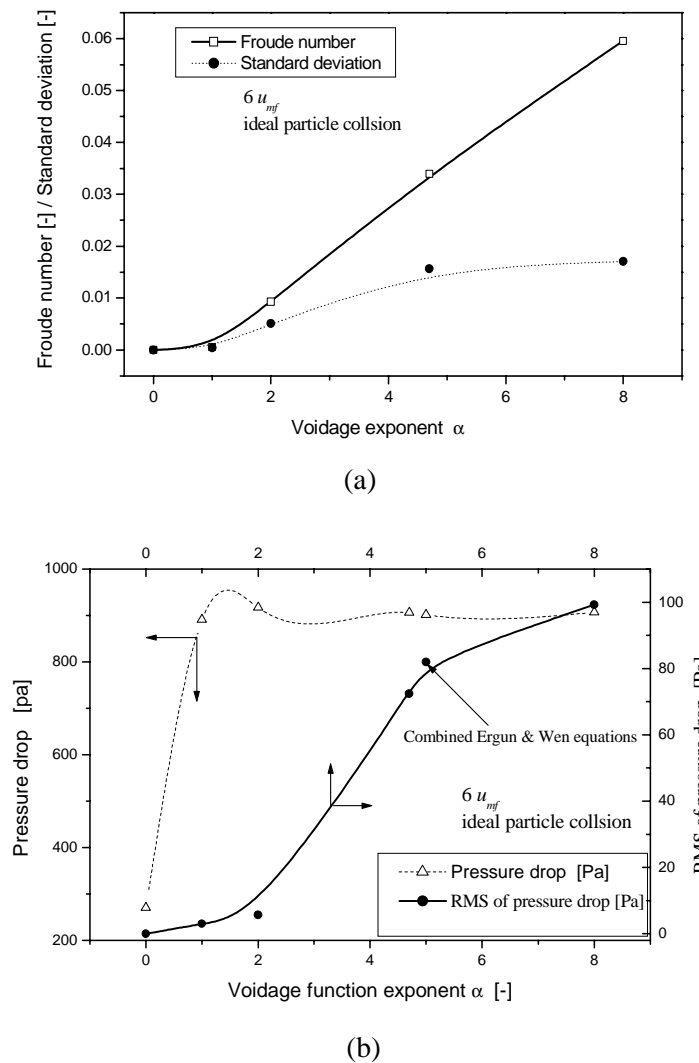 0.06
0.05
0.04
0.03
0.02
0.01
0.00
Froude number [-] / Standard deviation [-]
Froude number
Standard deviation
6 u_mf
ideal particle collsion
0 2 4 6 8
Voidage exponent α
(a)
0 2 4 6 8
1000
900
800
700
600
400
300
200
Pressure drop [pa]
100
80
60
40
20
0
Combined Ergun & Wen equations
6 u_mf
ideal particle collsion
Pressure drop [Pa]
RMS of pressure drop [Pa]
0 2 4 6 8
Voidage function exponent α [-]
(b)